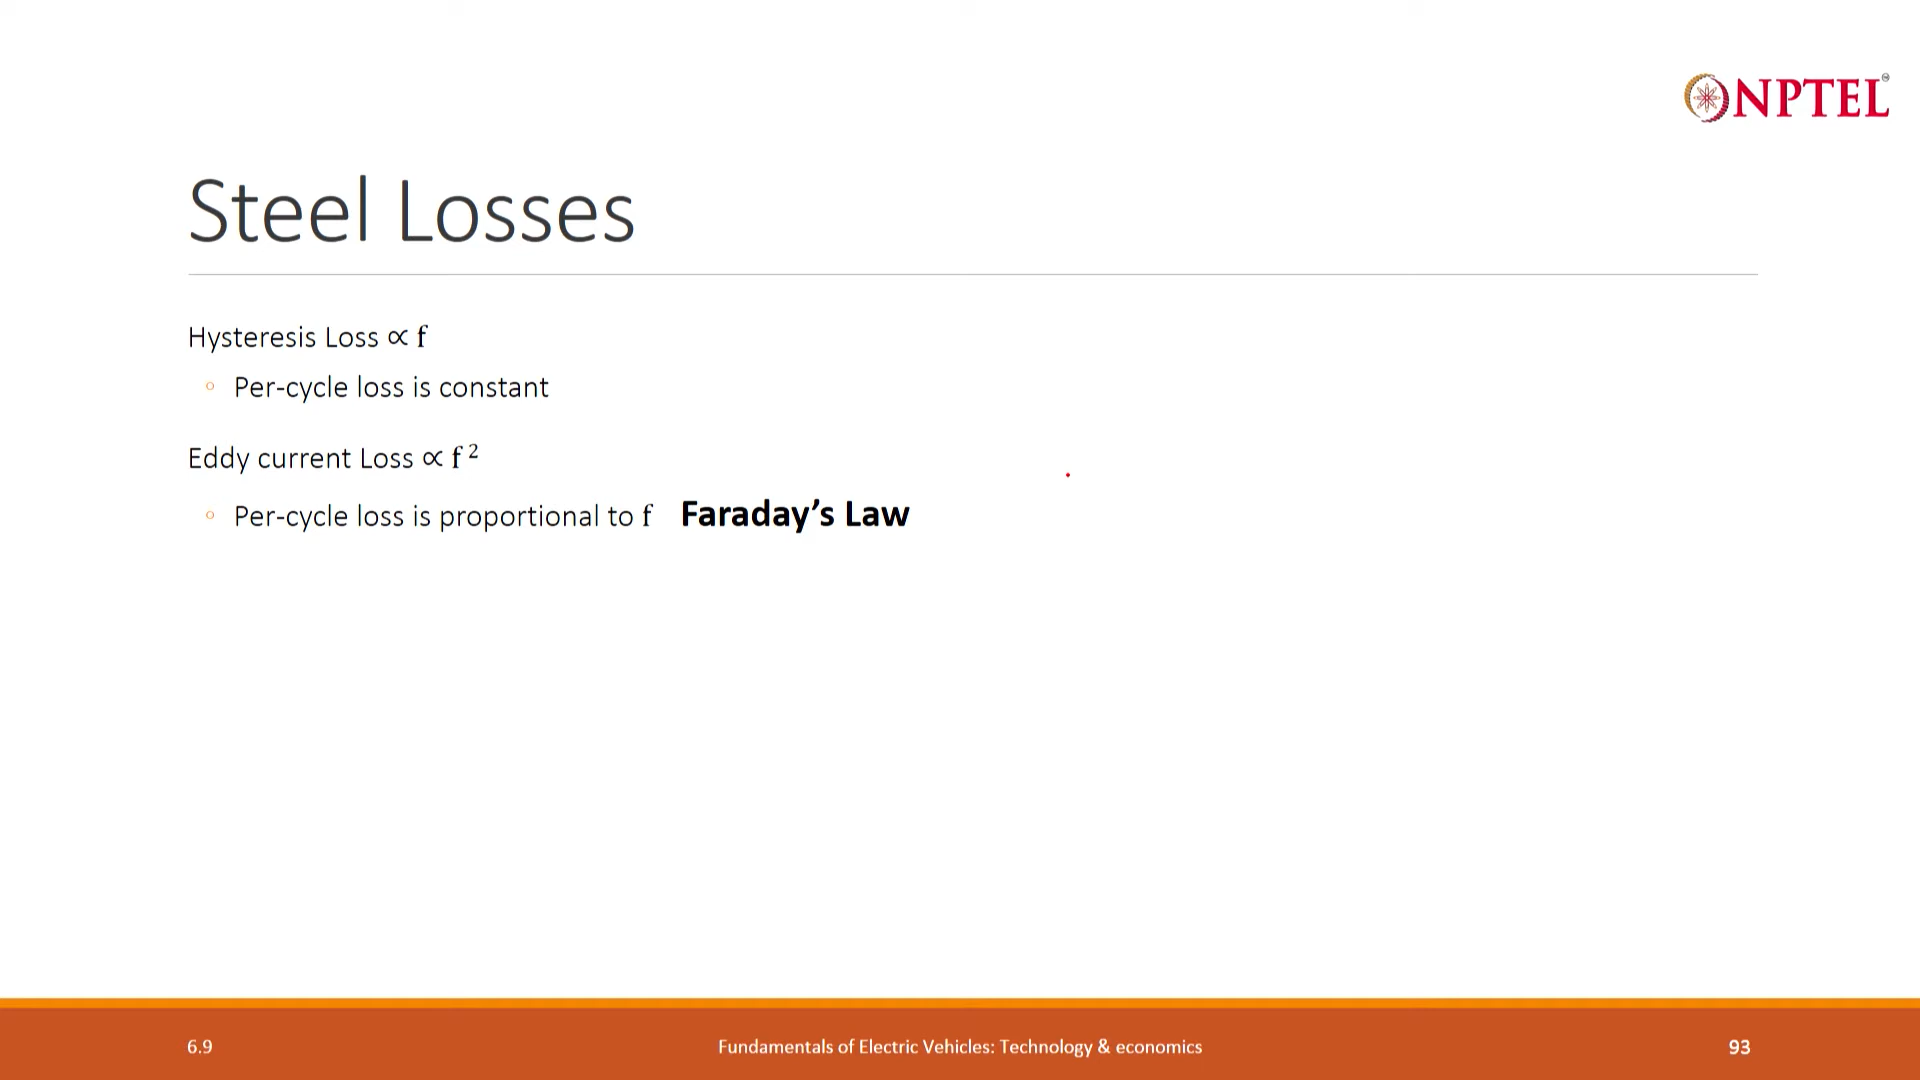 NPTEL
Steel Losses
Hysteresis Loss ∝ f
◦ Per-cycle loss is constant
Eddy current Loss ∝ f ²
◦ Per-cycle loss is proportional to f Faraday’s Law
6.9 Fundamentals of Electric Vehicles: Technology & economics 93